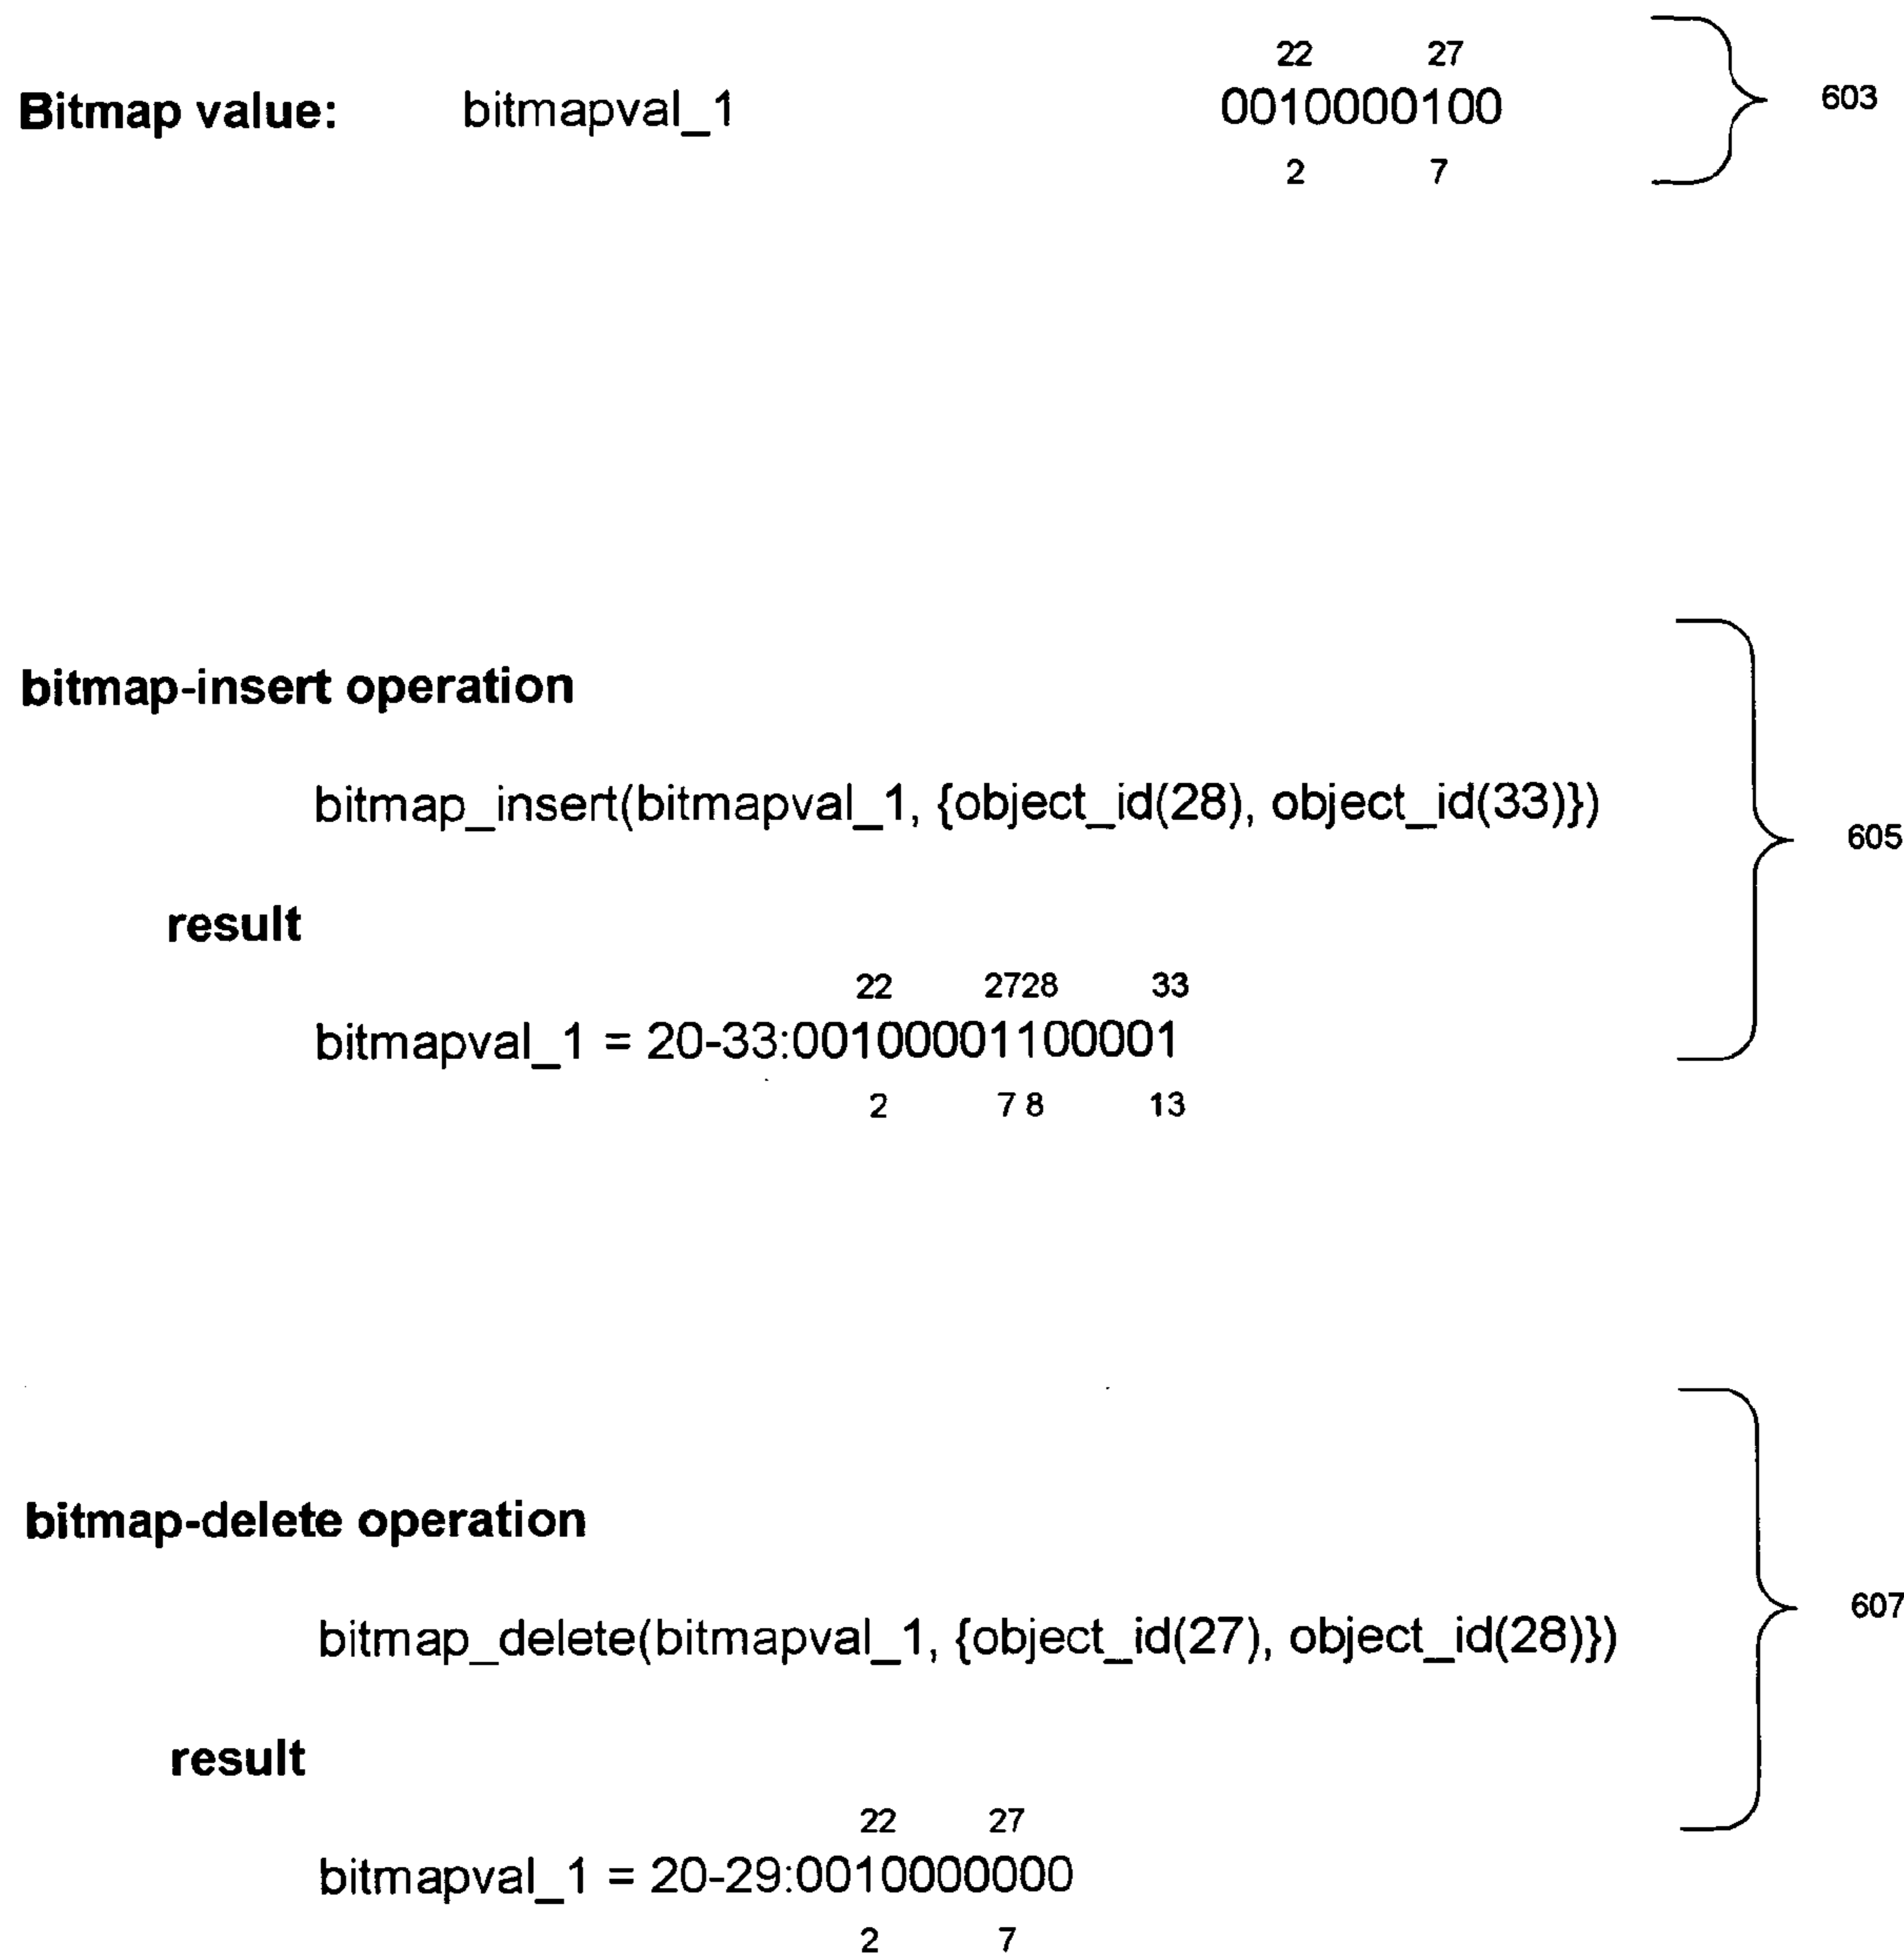 22 27
Bitmap value: bitmapval_1 0010000100 603
2 7
bitmap-insert operation
bitmap_insert(bitmapval_1, {object_id(28), object_id(33)})
605
result
22 2728 33
bitmapval_1 = 20-33:00100001100001
2 7 8 13
bitmap-delete operation
607
bitmap_delete(bitmapval_1, {object_id(27), object_id(28)})
result
22 27
bitmapval_1 = 20-29:0010000000
2 7